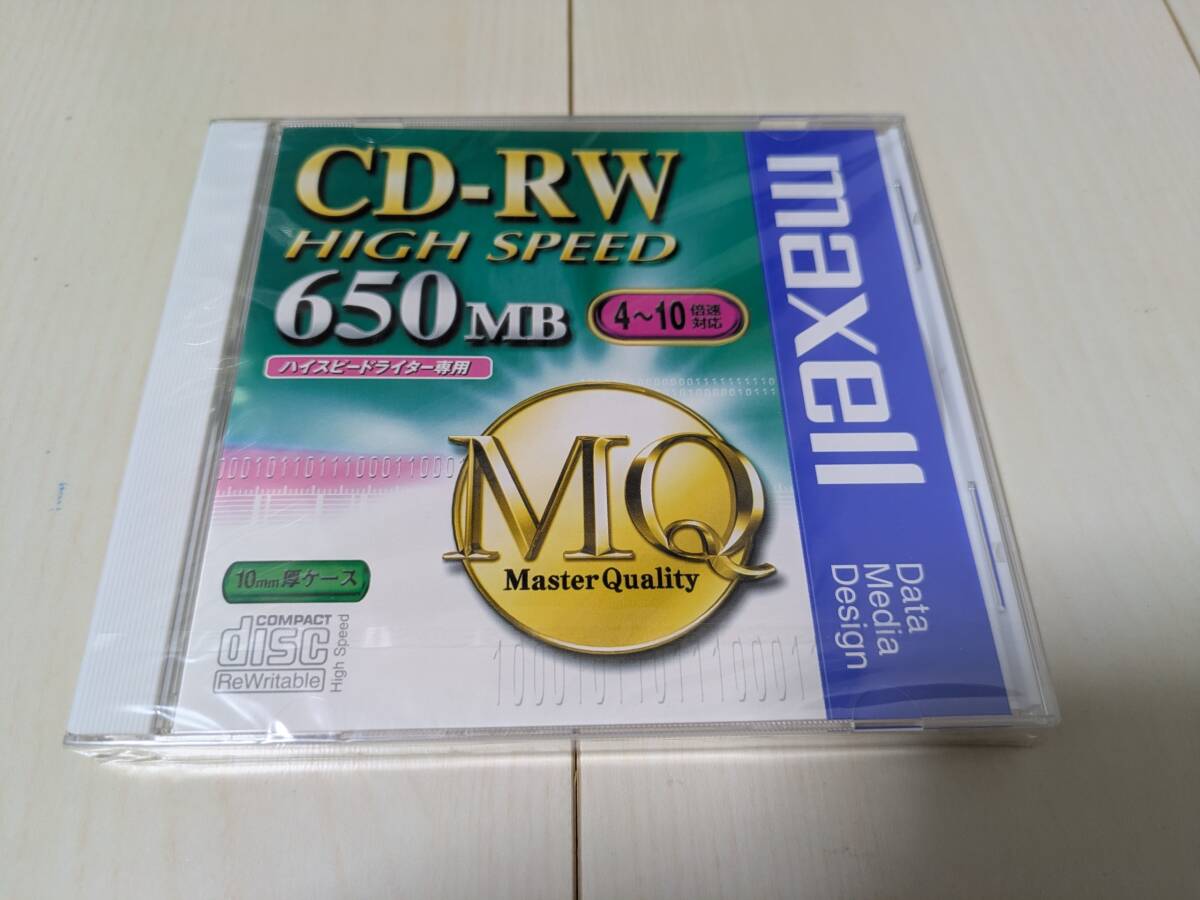 CD-RW
HIGH SPEED
650MB
4～10倍速対応
ハイスピードライター専用
maxell
Data
Media
Design
MQ
Master Quality
10mm厚ケース
COMPACT
disc
ReWritable
High Speed